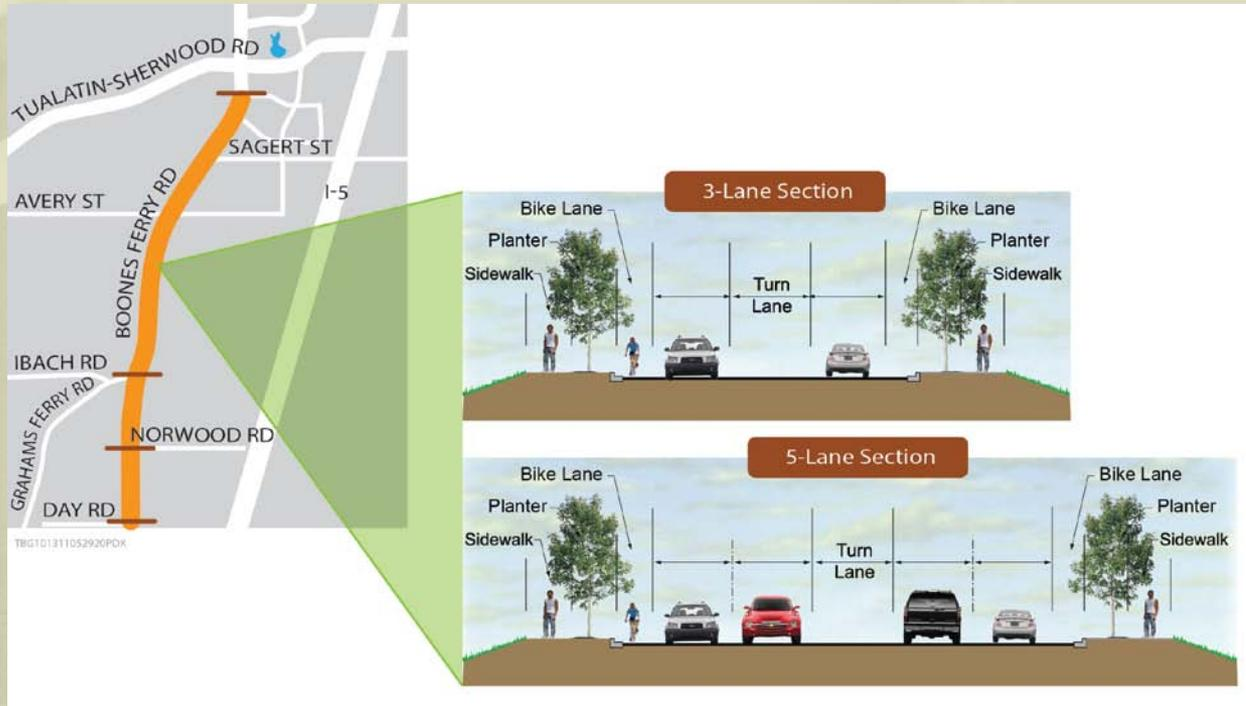 TUALATIN-SHERWOOD RD
SAGERT ST
I-5
AVERY ST
BOONES FERRY RD
IBACH RD
GRAHAMS FERRY RD
NORWOOD RD
DAY RD
TBG101311052920PDX
3-Lane Section
Bike Lane
Bike Lane
Planter
Planter
Sidewalk
Sidewalk
Turn
Lane
5-Lane Section
Bike Lane
Bike Lane
Planter
Planter
Sidewalk
Sidewalk
Turn
Lane